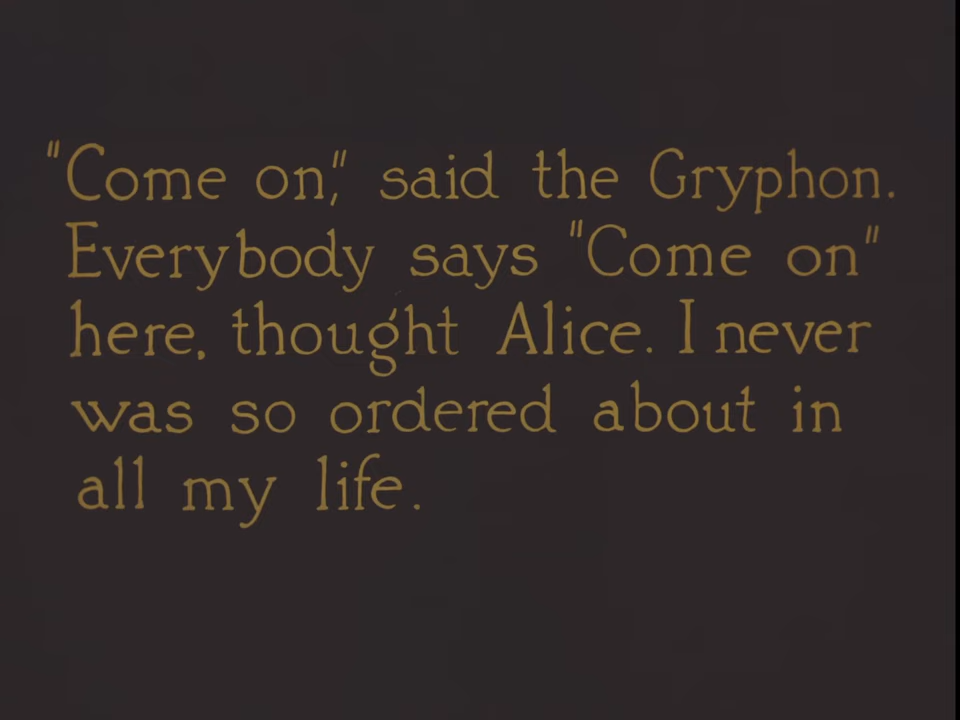 "Come on," said the Gryphon.
Everybody says "Come on"
here, thought Alice. I never
was so ordered about in
all my life.